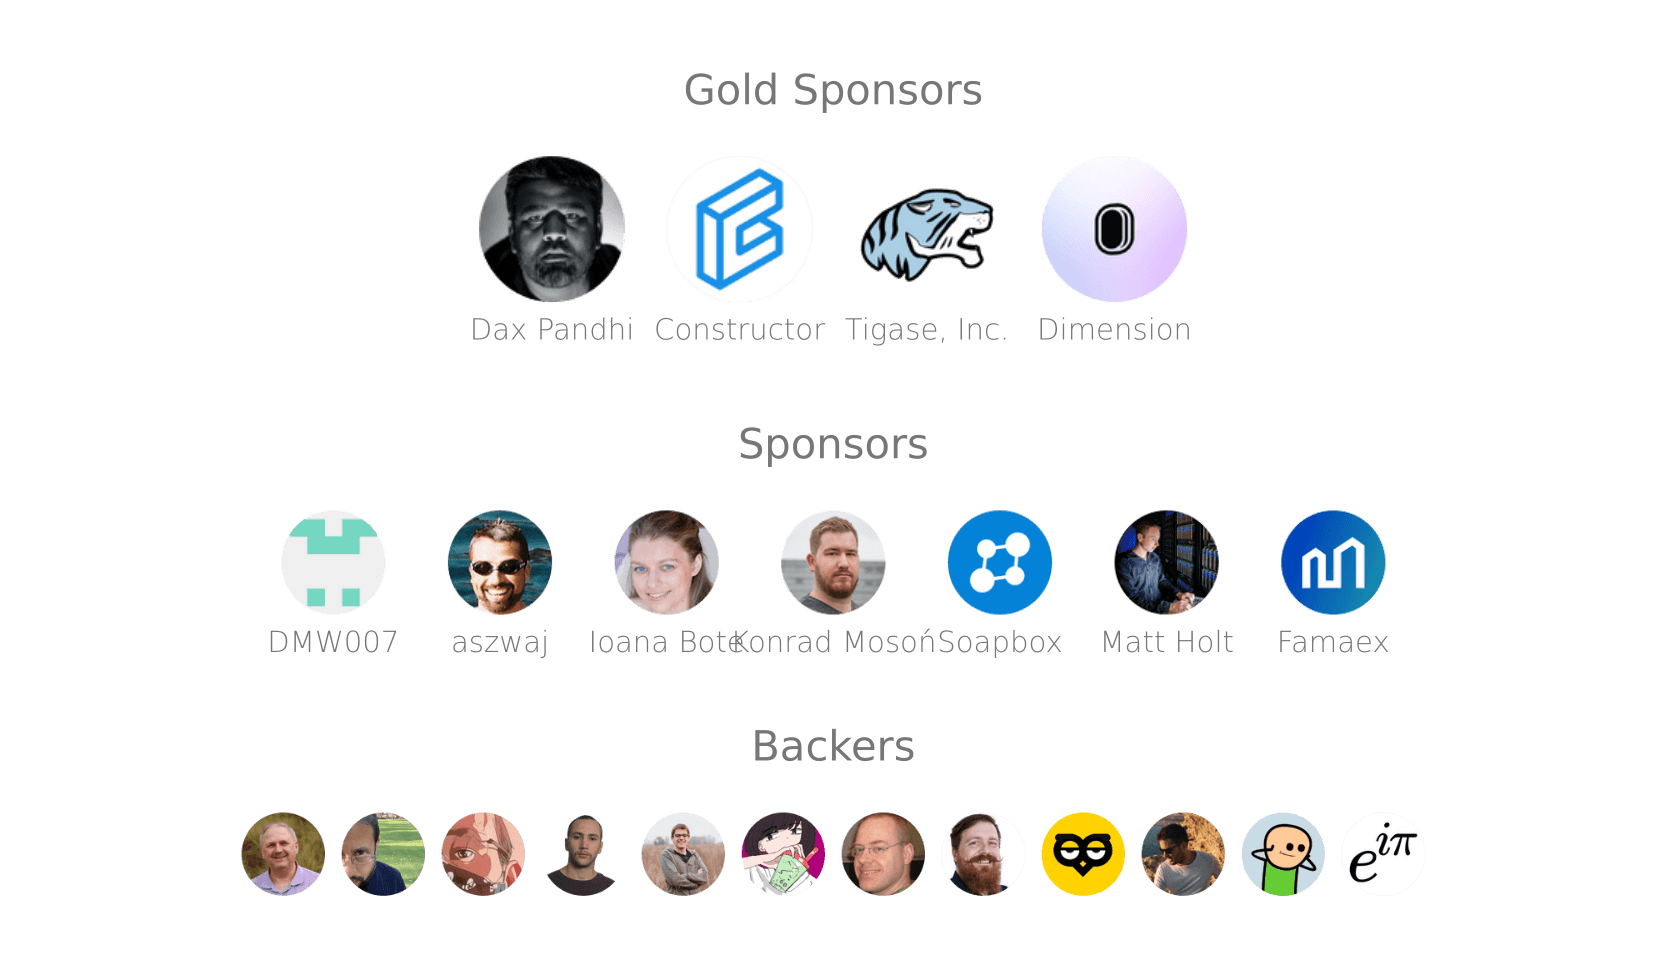 Gold Sponsors
Dax Pandhi Constructor Tigase, Inc. Dimension
Sponsors
DMW007 aszwaj Ioana Bote Konrad Mosoń Soapbox Matt Holt Famaex
Backers
e^{iπ}